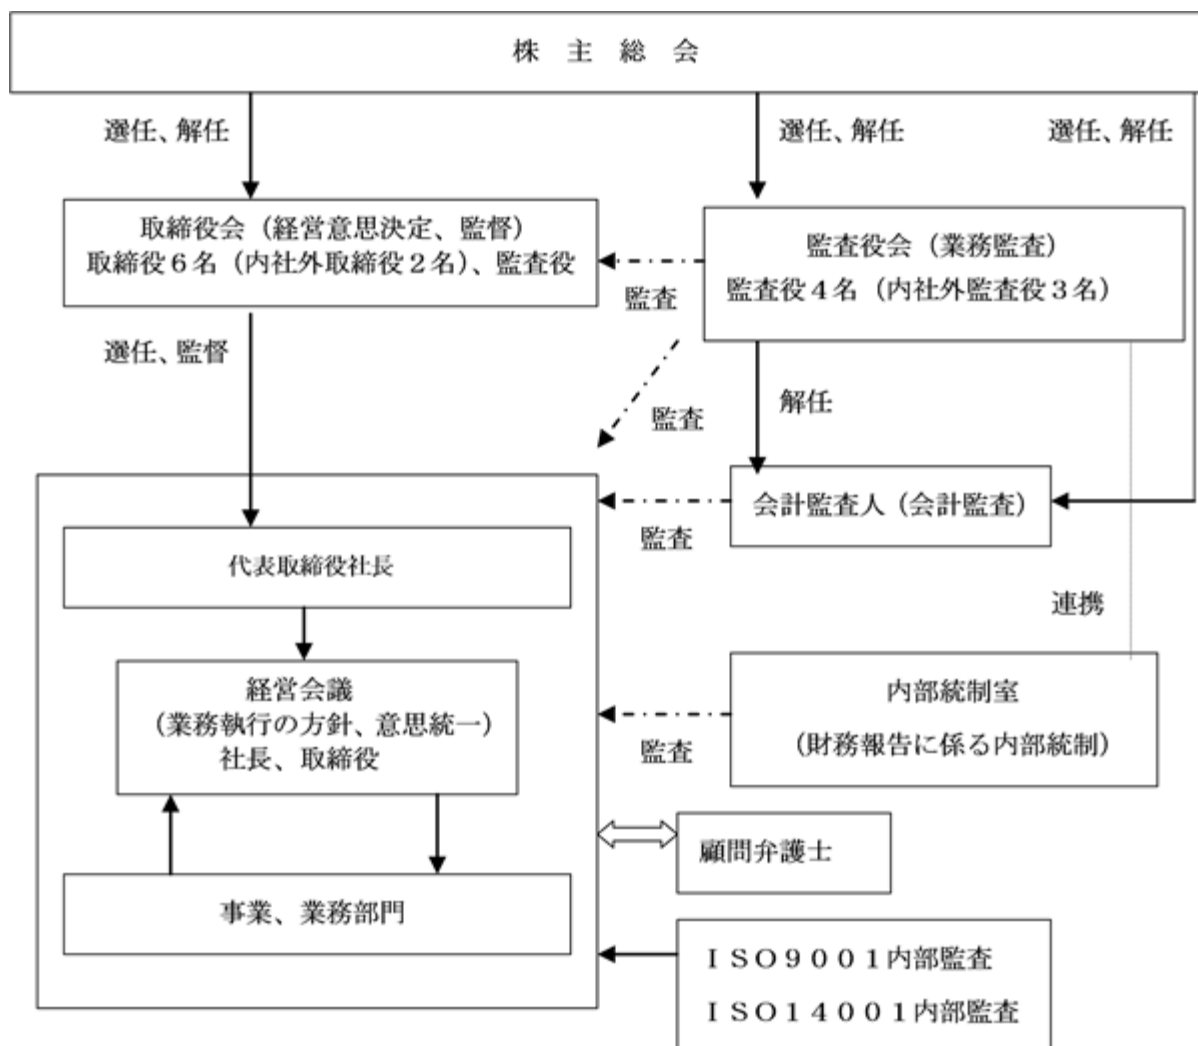 株主総会
選任、解任
選任、解任
選任、解任
取締役会（経営意思決定、監督）
取締役６名（内社外取締役２名）、監査役
監査役会（業務監査）
監査役４名（内社外監査役３名）
監査
選任、監督
監査
解任
会計監査人（会計監査）
監査
代表取締役社長
連携
経営会議
（業務執行の方針、意思統一）
社長、取締役
内部統制室
（財務報告に係る内部統制）
監査
顧問弁護士
事業、業務部門
ＩＳＯ９００１内部監査
ＩＳＯ１４００１内部監査